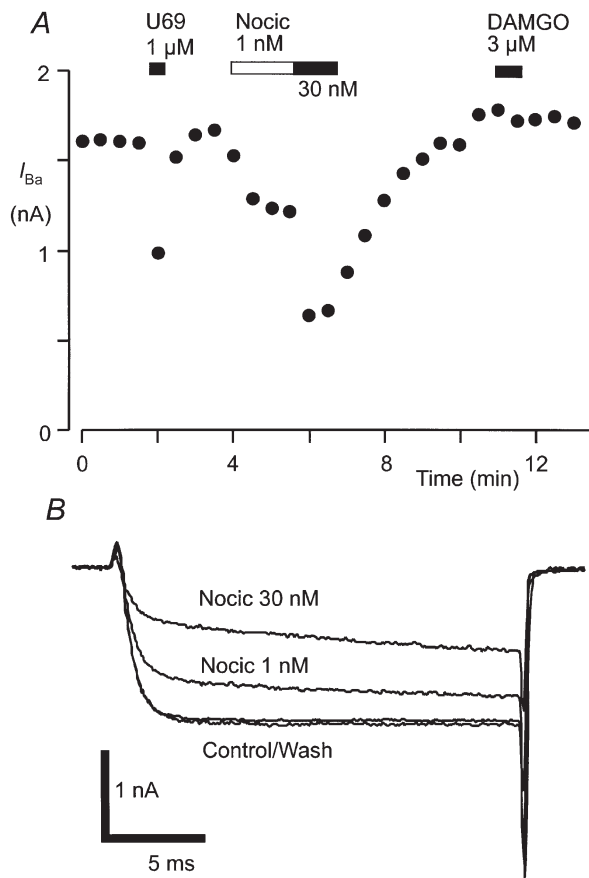 A
U69
1 µM
Nocic
1 nM
30 nM
DAMGO
3 µM
2
I Ba
(nA)
1
0
0
4
8
12
Time (min)
B
Nocic 30 nM
Nocic 1 nM
Control/Wash
1 nA
5 ms